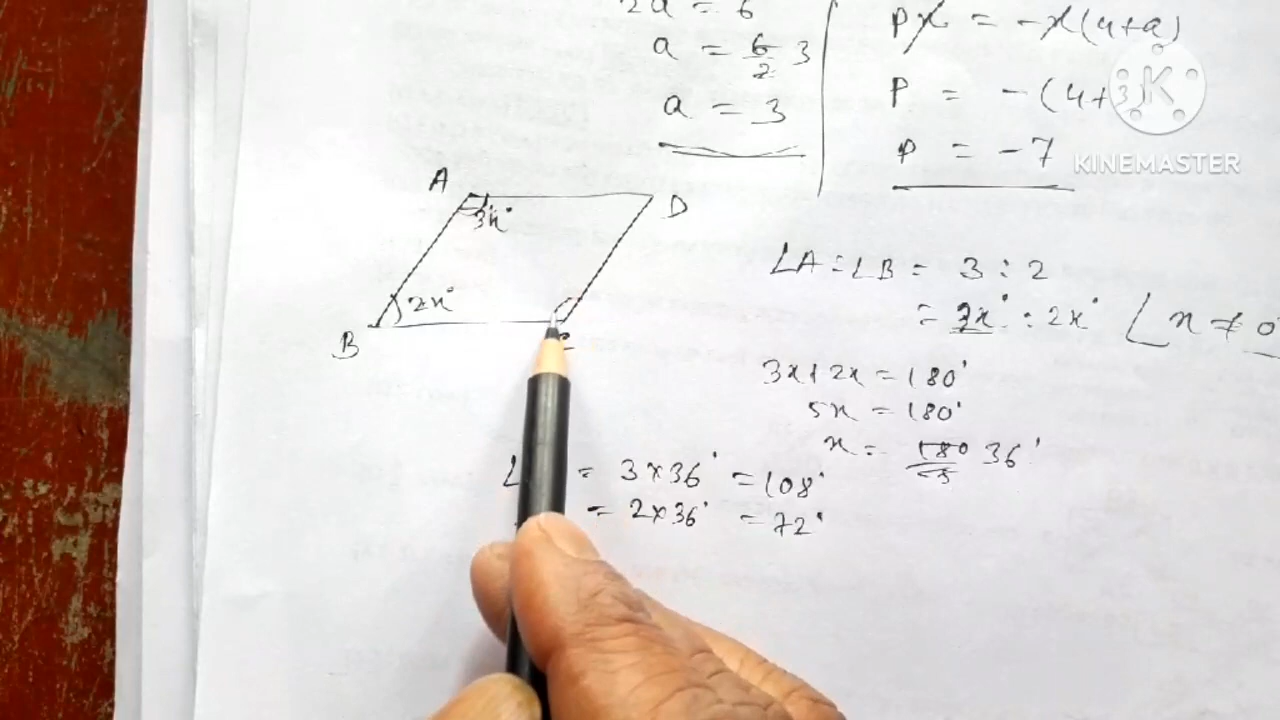 2a = 6
a = 6/2 3
a = 3
px = -x(4+a)
p = -(4+3)
p = -7
KINEMASTER
A
3x°
D
2x°
B
∠A : ∠B = 3 : 2
= 3x° : 2x° [x ≠ 0
3x + 2x = 180°
5x = 180°
x = 180/5 36°
∠ = 3×36° = 108°
= 2×36° = 72°